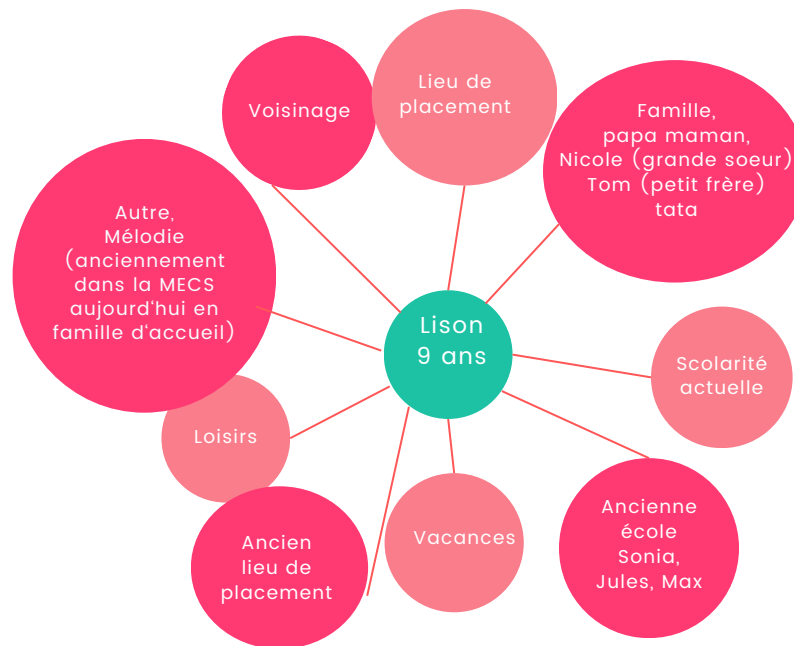 Voisinage
Lieu de
placement
Famille,
papa maman,
Nicole (grande soeur)
Tom (petit frère)
tata
Autre,
Mélodie
(anciennement
dans la MECS
aujourd'hui en
famille d'accueil)
Lison
9 ans
Scolarité
actuelle
Loisirs
Ancien
lieu de
placement
Vacances
Ancienne
école
Sonia,
Jules, Max